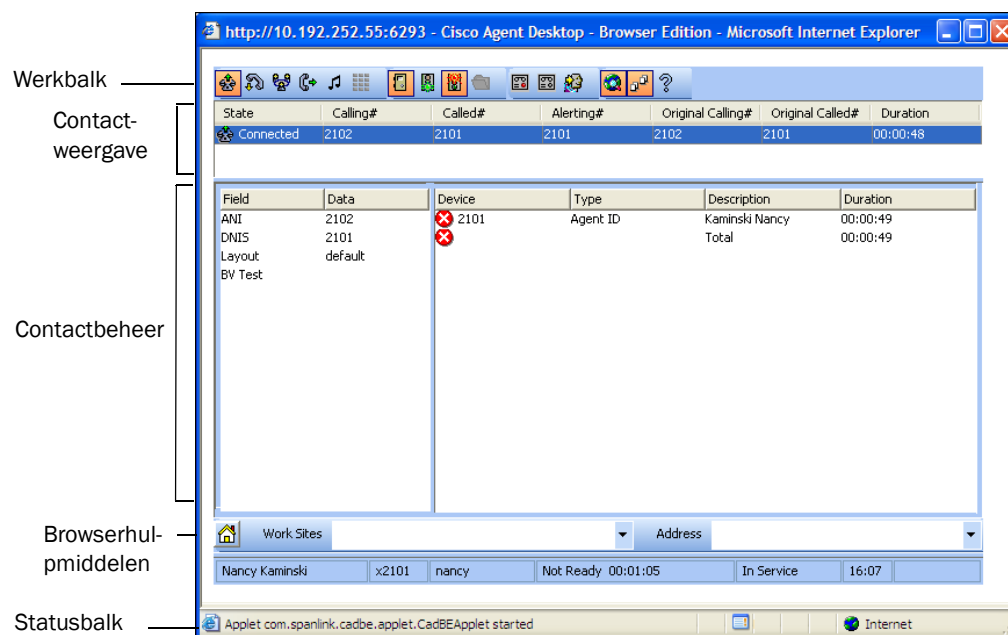 http://10.192.252.55:6293 - Cisco Agent Desktop - Browser Edition - Microsoft Internet Explorer
Werkbalk
Contact-
weergave
State Calling# Called# Alerting# Original Calling# Original Called# Duration
Connected 2102 2101 2101 2102 2101 00:00:48
Contactbeheer
Field Data
ANI 2102
DNIS 2101
Layout default
BV Test
Device Type Description Duration
2101 Agent ID Kaminski Nancy 00:00:49
Total 00:00:49
Browserhul-
pmiddelen
Work Sites Address
Nancy Kaminski x2101 nancy Not Ready 00:01:05 In Service 16:07
Statusbalk
Applet com.spanlink.cadbe.applet.CadBEApplet started Internet